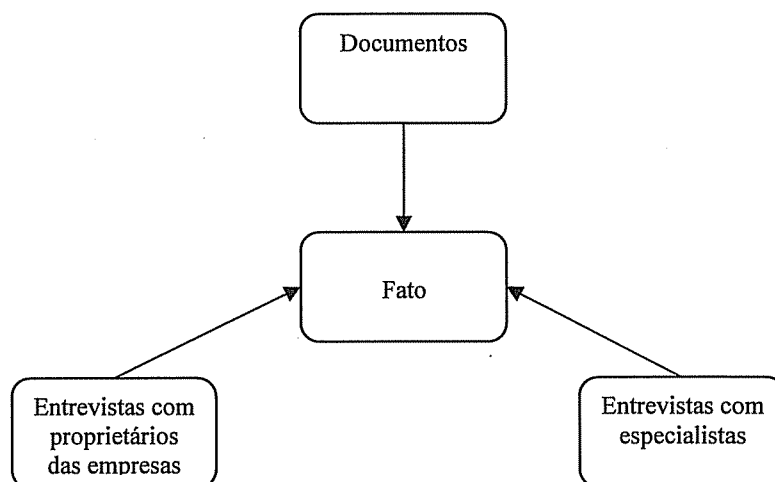 Documentos
Fato
Entrevistas com
proprietários
das empresas
Entrevistas com
especialistas